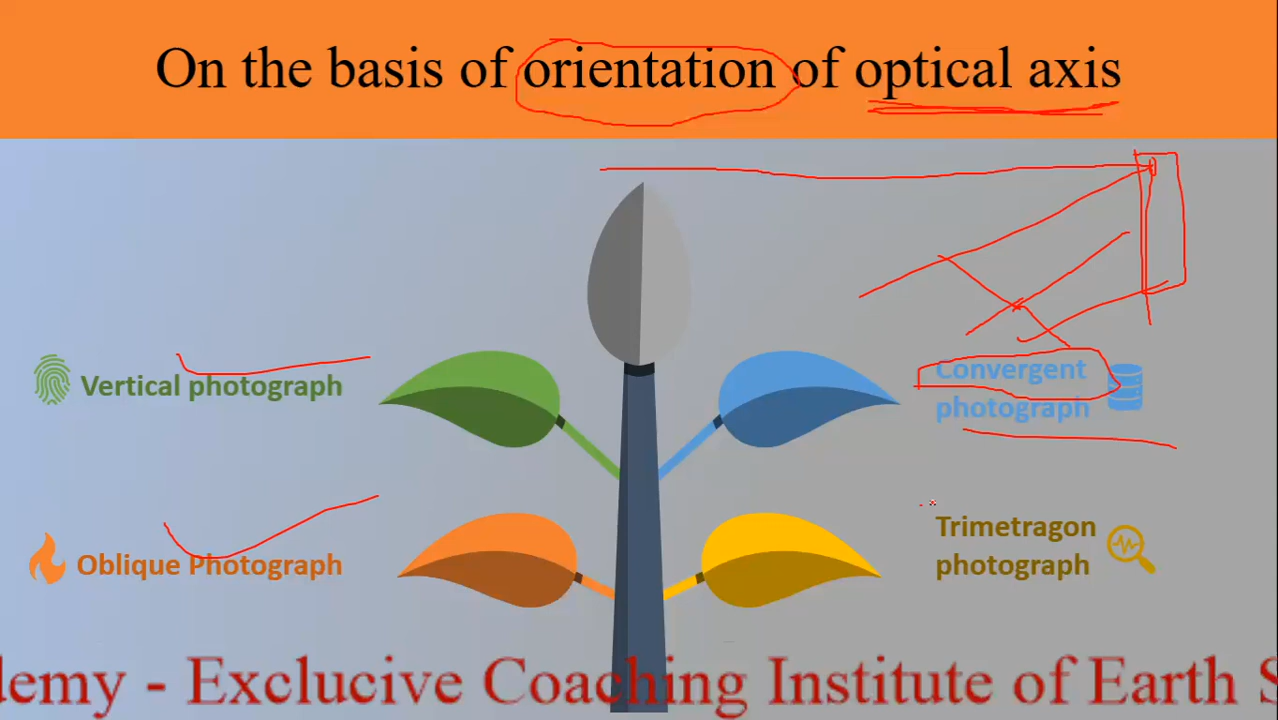 On the basis of orientation of optical axis
Vertical photograph
Convergent
photograph
Oblique Photograph
Trimetragon
photograph
demy - Exclucive Coaching Institute of Earth S